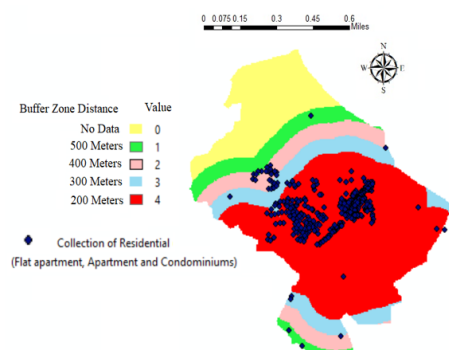 0 0.075 0.15 0.3 0.45 0.6
Miles
N
W E
S
Buffer Zone Distance Value
No Data 0
500 Meters 1
400 Meters 2
300 Meters 3
200 Meters 4
Collection of Residential
(Flat apartment, Apartment and Condominiums)